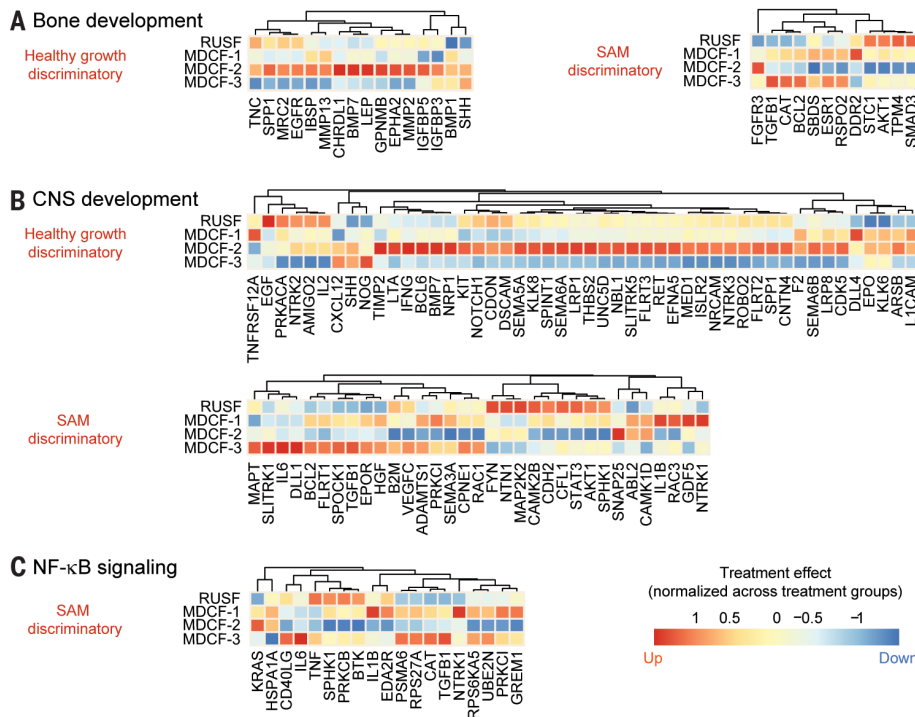 A Bone development
Healthy growth
discriminatory
RUSF
MDCF-1
MDCF-2
MDCF-3
TNC
SPP1
MRC2
EGFR
IBSP
MMP13
CHRDL1
BMP7
LEP
GPNMB
EPHA2
MMP2
IGFBP5
IGFBP3
BMP1
SHH
SAM
discriminatory
RUSF
MDCF-1
MDCF-2
MDCF-3
FGFR3
TGFB1
CAT
BCL2
SBDS
ESR1
RSPO2
DDR2
STC1
AKT1
TPM4
SMAD3
B CNS development
Healthy growth
discriminatory
RUSF
MDCF-1
MDCF-2
MDCF-3
TNFRSF12A
EGF
PRKACA
NTRK2
AMIGO2
IL2
CXCL12
SHH
NOG
TIMP2
LTA
IFNG
BCL6
BMP7
NRP1
KIT
NOTCH1
CDON
DSCAM
SEMA5A
KLK8
SPINT1
SEMA6A
LRP1
THBS2
UNC5D
NBL1
SLITRK5
FLRT3
RET
EFNA5
MED1
ISLR2
NRCAM
NTRK3
ROBO2
FLRT2
SPP1
CNTN4
F2
SEMA6B
LRP8
CDK5
DLL4
EPO
KLK6
ARSB
L1CAM
SAM
discriminatory
RUSF
MDCF-1
MDCF-2
MDCF-3
MAPT
SLITRK1
IL6
DLL1
BCL2
FLRT1
SPOCK1
TGFB1
EPOR
HGF
B2M
VEGFC
ADAMTS1
PRKCI
SEMA3A
CPNE1
RAC1
FYN
NTN1
MAP2K2
CAMK2B
CDH2
CFL1
STAT3
AKT1
SPHK1
SNAP25
ABL2
CAMK1D
IL1B
RAC3
GDF5
NTRK1
C NF-κB signaling
SAM
discriminatory
RUSF
MDCF-1
MDCF-2
MDCF-3
KRAS
HSPA1A
CD40LG
IL6
TNF
SPHK1
PRKCB
BTK
IL1B
EDA2R
PSMA6
RPS27A
CAT
TGFB1
NTRK1
RPS6KA5
UBE2N
PRKCI
GREM1
Treatment effect
(normalized across treatment groups)
1 0.5 0 -0.5 -1
Up Down